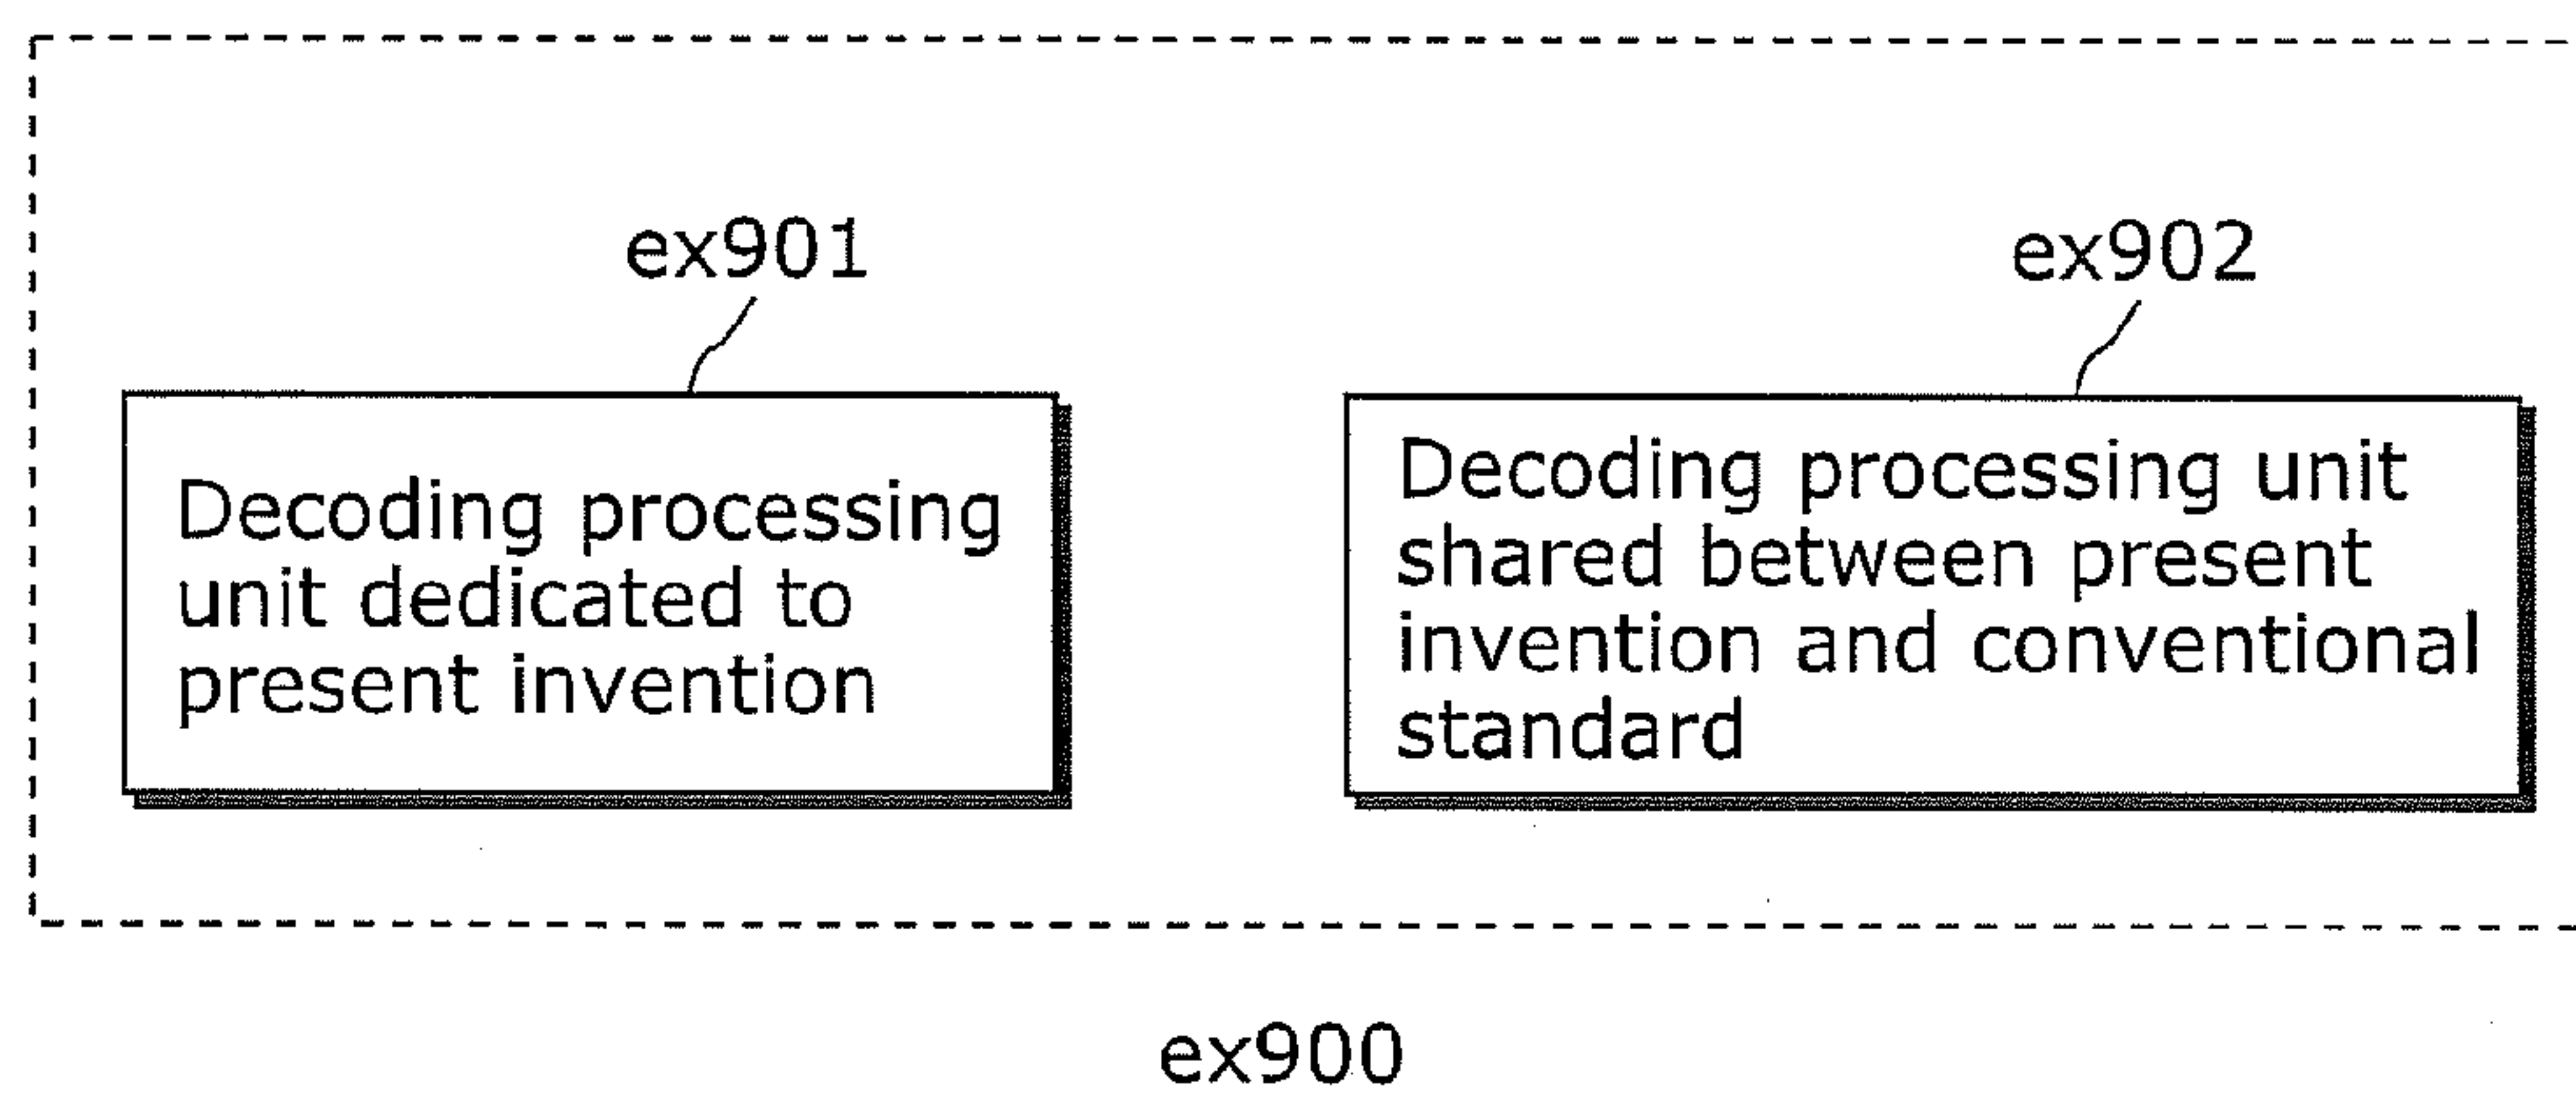 ex901
Decoding processing
unit dedicated to
present invention
ex902
Decoding processing unit
shared between present
invention and conventional
standard
ex900